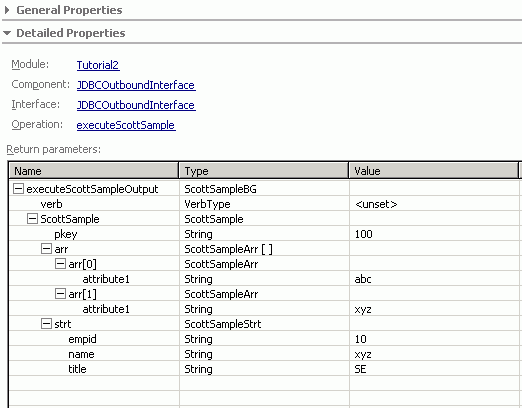 General Properties
Detailed Properties
Module: Tutorial2
Component: JDBCOutboundInterface
Interface: JDBCOutboundInterface
Operation: executeScottSample
Return parameters:
Name Type Value
executeScottSampleOutput ScottSampleBG
verb VerbType <unset>
ScottSample ScottSample
pkey String 100
arr ScottSampleArr [ ]
arr[0] ScottSampleArr
attribute1 String abc
arr[1] ScottSampleArr
attribute1 String xyz
strt ScottSampleStrt
empid String 10
name String xyz
title String SE